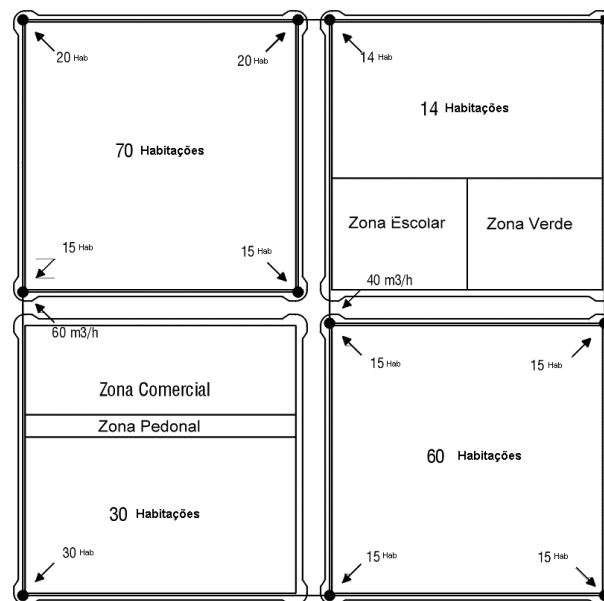 20 Hab
20 Hab
70 Habitações
15 Hab
15 Hab
14 Hab
14 Habitações
Zona Escolar
Zona Verde
40 m3/h
60 m3/h
Zona Comercial
Zona Pedonal
30 Habitações
30 Hab
15 Hab
15 Hab
60 Habitações
15 Hab
15 Hab